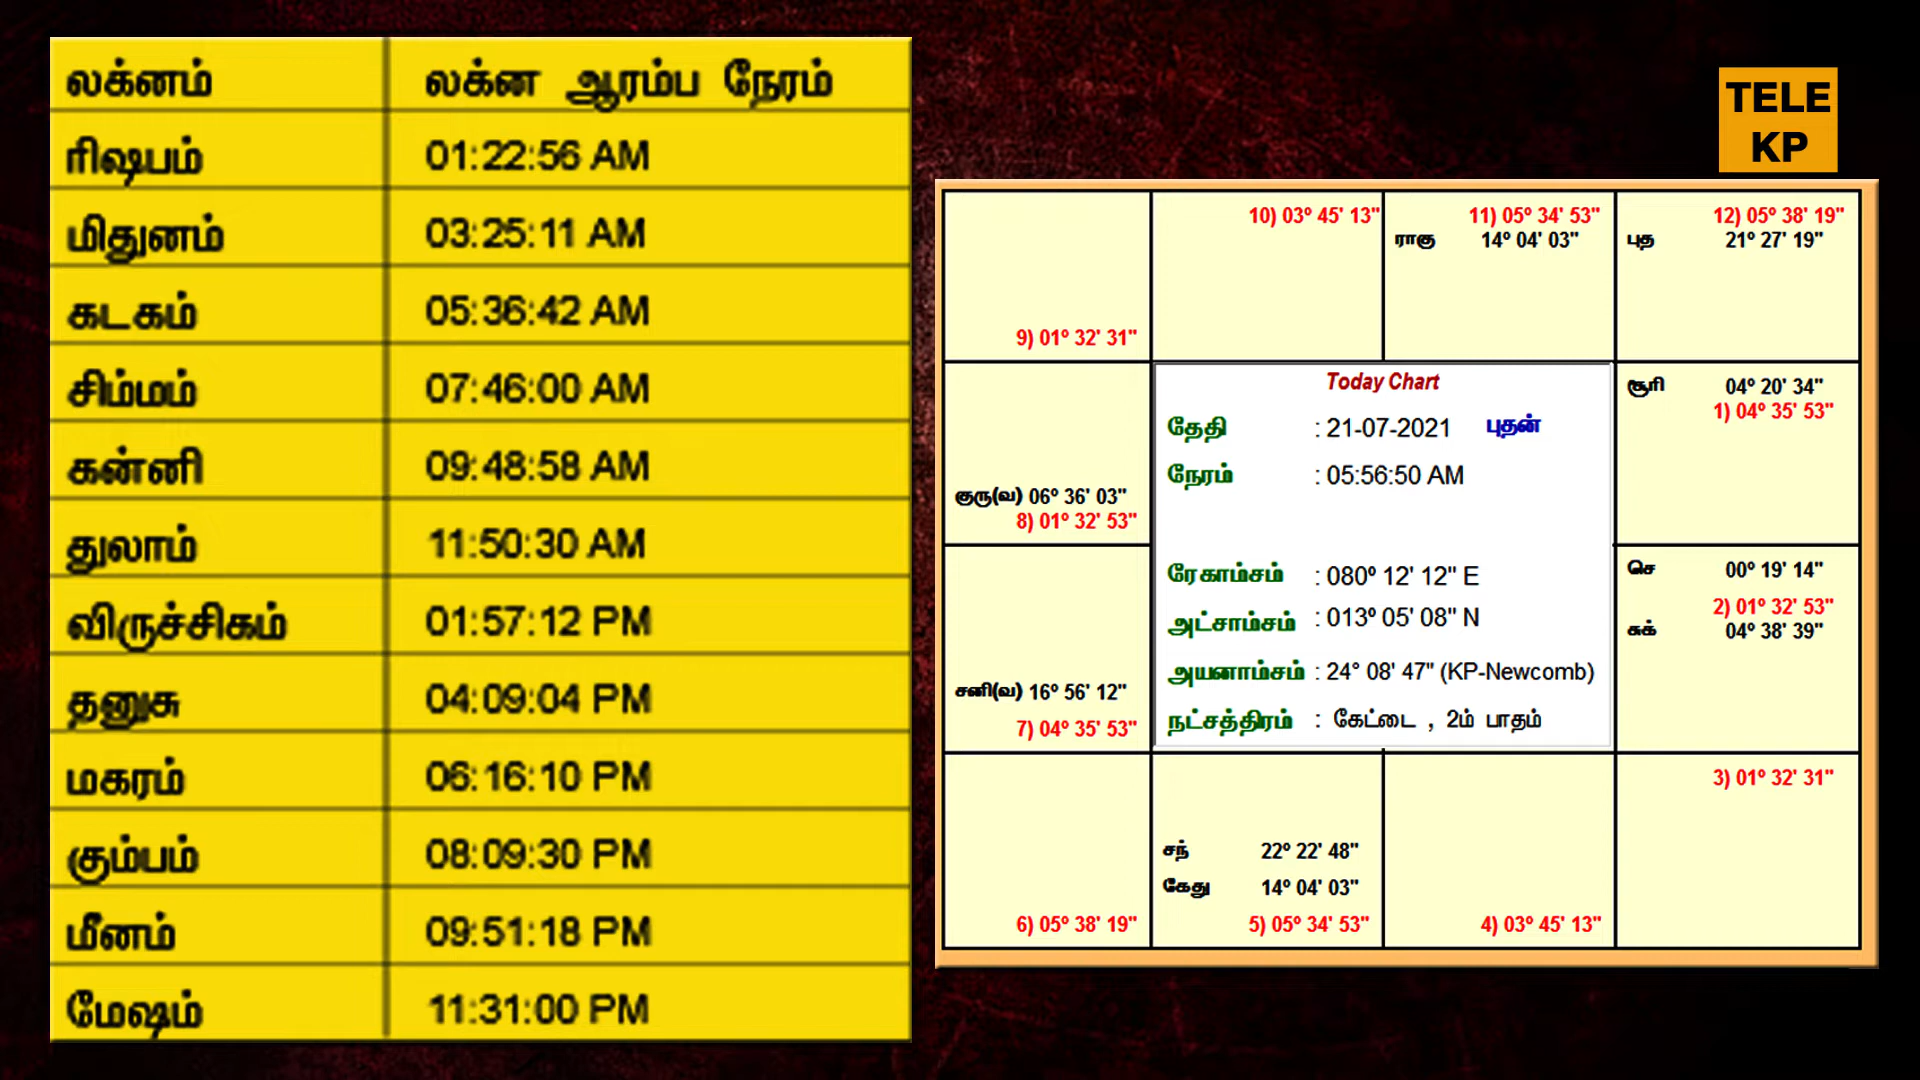 லக்னம் லக்ன ஆரம்ப நேரம்
ரிஷபம் 01:22:56 AM
மிதுனம் 03:25:11 AM
கடகம் 05:36:42 AM
சிம்மம் 07:46:00 AM
கன்னி 09:48:58 AM
துலாம் 11:50:30 AM
விருச்சிகம் 01:57:12 PM
தனுசு 04:09:04 PM
மகரம் 06:16:10 PM
கும்பம் 08:09:30 PM
மீனம் 09:51:18 PM
மேஷம் 11:31:00 PM
TELE
KP
10) 03º 45' 13" 11) 05º 34' 53" 12) 05º 38' 19"
ராகு 14º 04' 03" புத 21º 27' 19"
9) 01º 32' 31"
Today Chart
சூரி 04º 20' 34"
1) 04º 35' 53"
தேதி : 21-07-2021 புதன்
நேரம் : 05:56:50 AM
குரு(வ) 06º 36' 03"
8) 01º 32' 53"
ரேகாம்சம் : 080º 12' 12" E
அட்சாம்சம் : 013º 05' 08" N
அயனாம்சம் : 24° 08' 47" (KP-Newcomb)
நட்சத்திரம் : கேட்டை , 2ம் பாதம்
செ 00º 19' 14"
2) 01º 32' 53"
சுக் 04º 38' 39"
சனி(வ) 16º 56' 12"
7) 04º 35' 53"
3) 01º 32' 31"
சந் 22º 22' 48"
கேது 14º 04' 03"
6) 05º 38' 19" 5) 05º 34' 53" 4) 03º 45' 13"